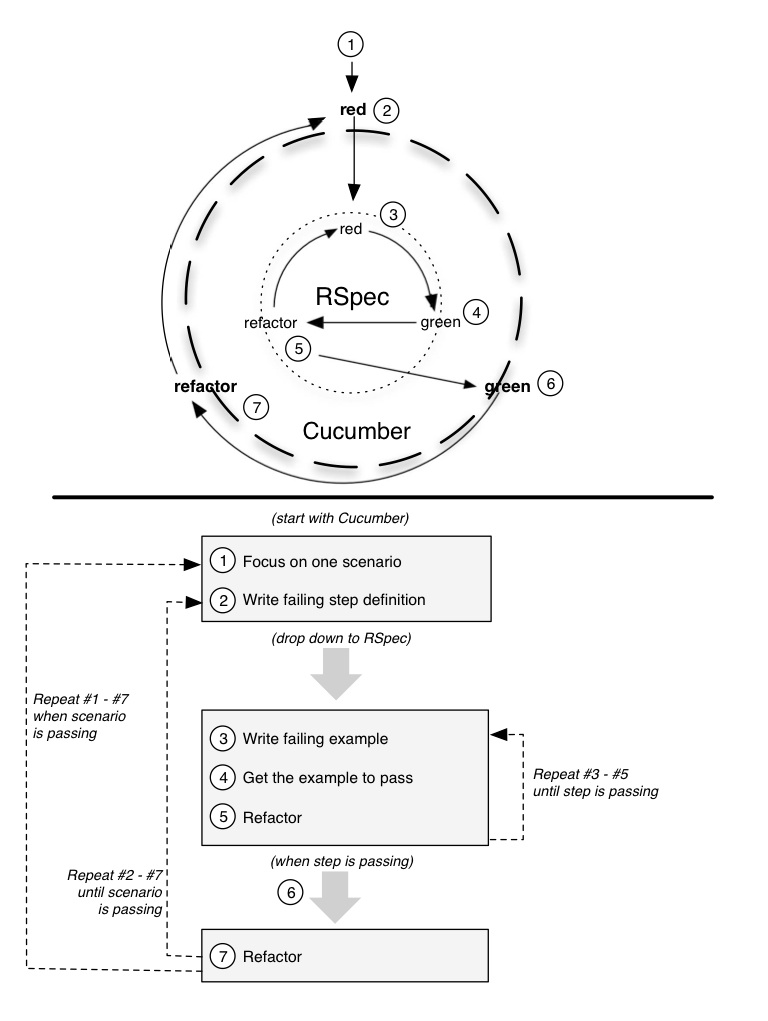 1
red 2
3
red
RSpec
4
refactor
green
5
refactor
green 6
7
Cucumber
(start with Cucumber)
1 Focus on one scenario
2 Write failing step definition
(drop down to RSpec)
Repeat #1 - #7
when scenario
is passing
3 Write failing example
4 Get the example to pass
5 Refactor
Repeat #3 - #5
until step is passing
(when step is passing)
6
Repeat #2 - #7
until scenario
is passing
7 Refactor